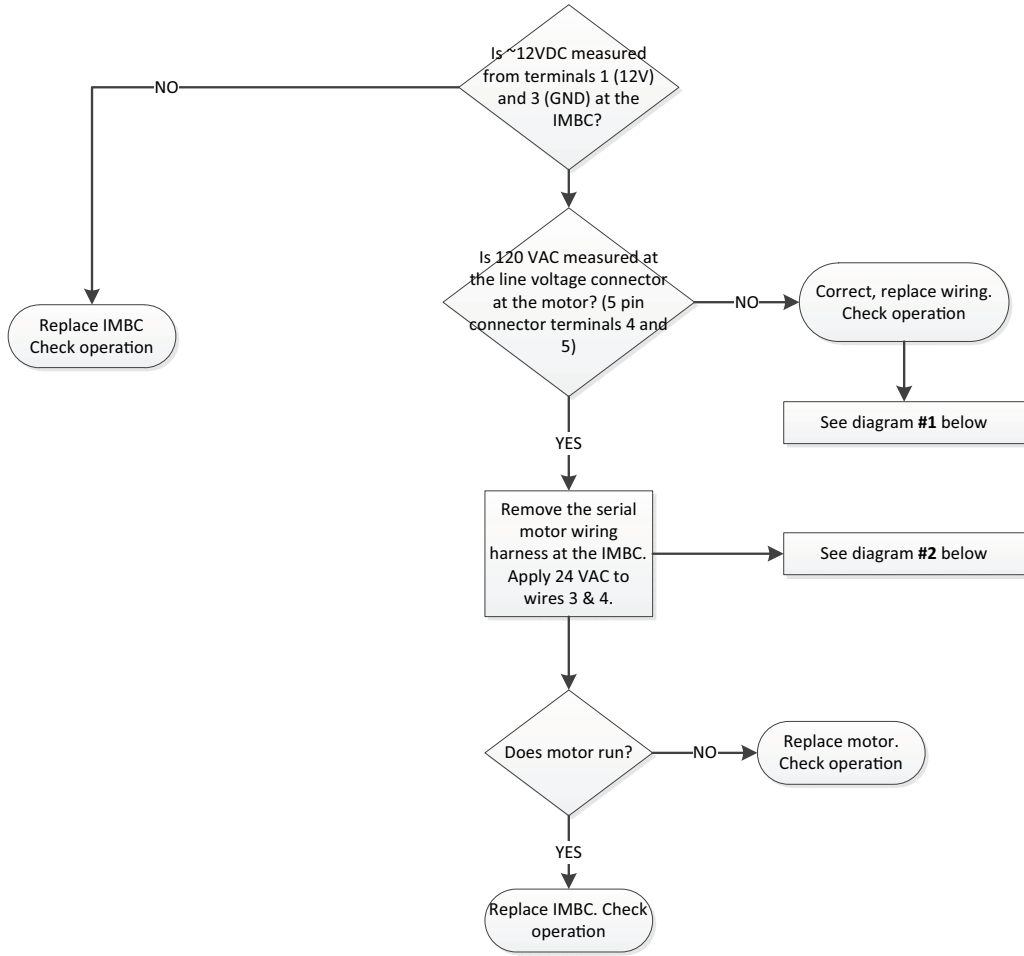 Is ~12VDC measured
from terminals 1 (12V)
and 3 (GND) at the
IMBC?
NO
Is 120 VAC measured at
the line voltage connector
at the motor? (5 pin
connector terminals 4 and
5)
NO
Correct, replace wiring.
Check operation
Replace IMBC
Check operation
See diagram #1 below
YES
Remove the serial
motor wiring
harness at the IMBC.
Apply 24 VAC to
wires 3 & 4.
See diagram #2 below
Does motor run?
NO
Replace motor.
Check operation
YES
Replace IMBC. Check
operation